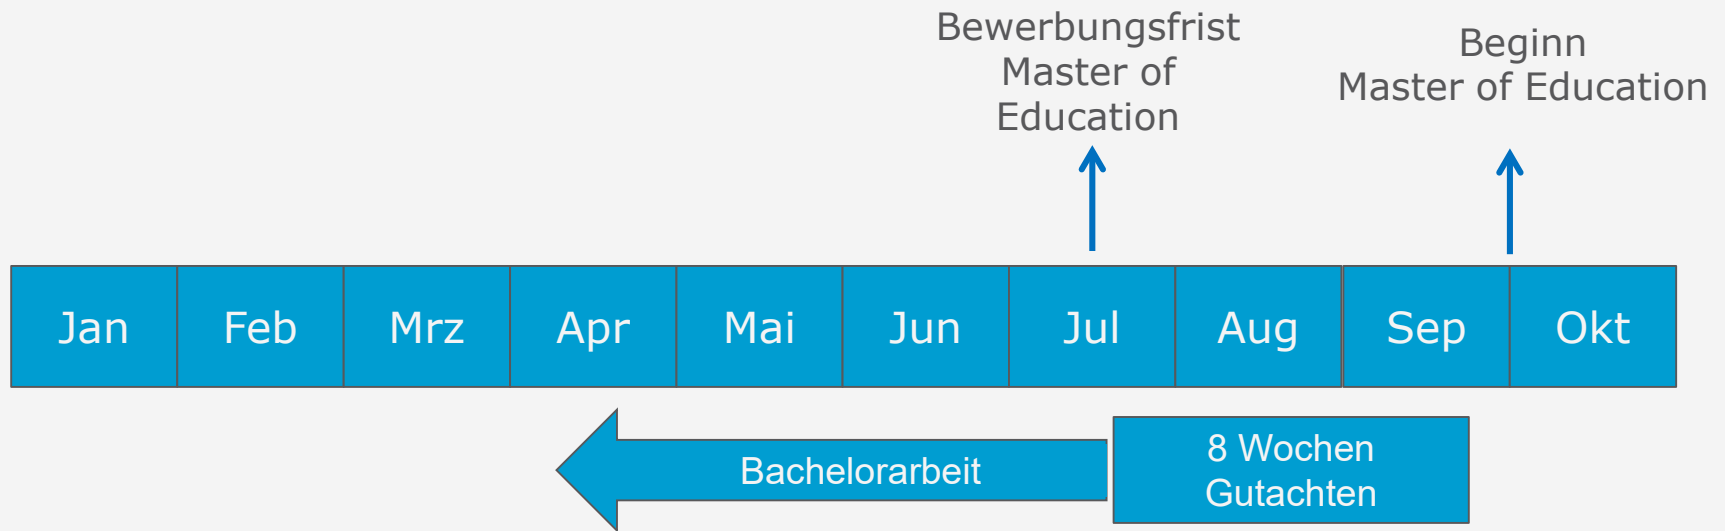 Bewerbungsfrist
Master of
Education
Beginn
Master of Education
Jan Feb Mrz Apr Mai Jun Jul Aug Sep Okt
Bachelorarbeit
8 Wochen
Gutachten